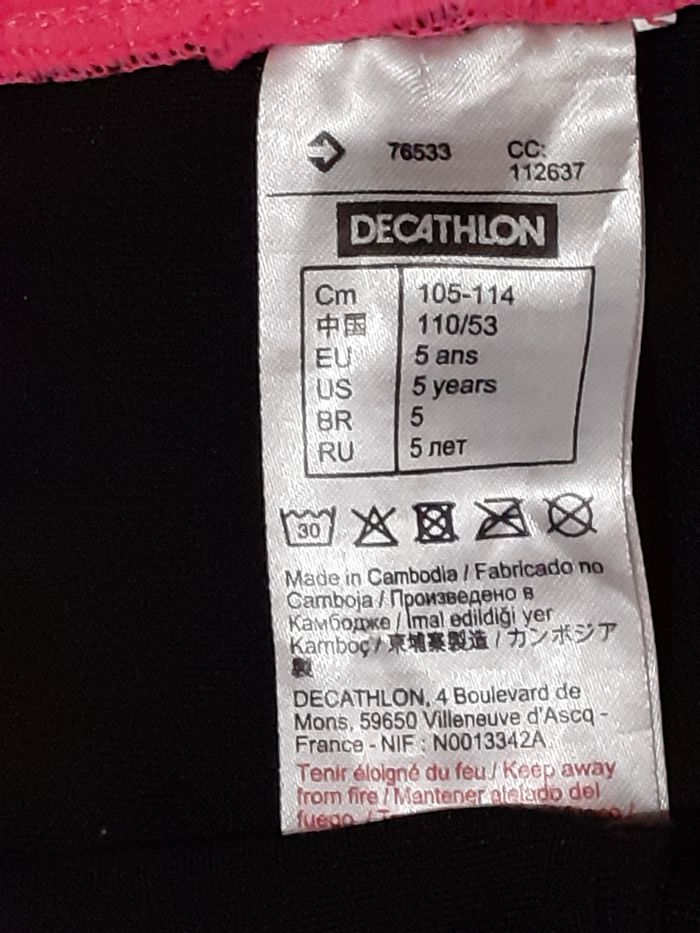 76533 CC:
112637
DECATHLON
Cm 105-114
中国 110/53
EU 5 ans
US 5 years
BR 5
RU 5 лет
30
Made in Cambodia / Fabricado no
Camboja / Произведено в
Камбодже / İmal edildiği yer
Kamboç / 柬埔寨製造 / カンボジア
製
DECATHLON, 4 Boulevard de
Mons, 59650 Villeneuve d'Ascq -
France - NIF : N0013342A
Tenir éloigné du feu / Keep away
from fire / Mantener alejado del
fuego /